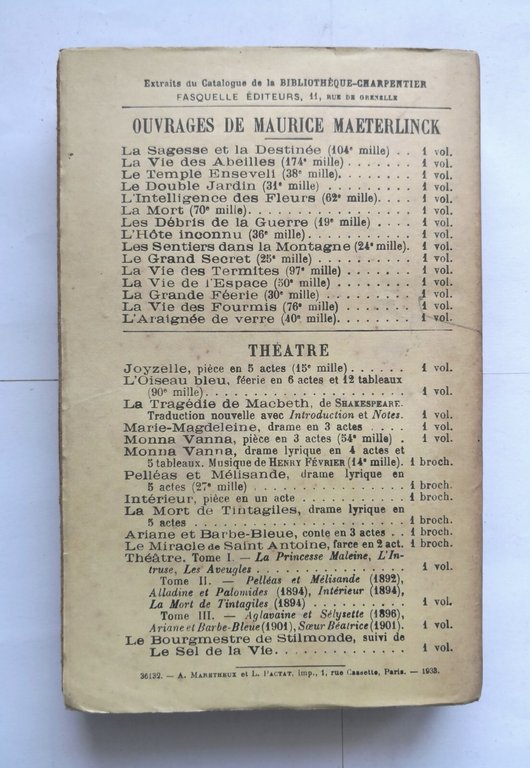 Extraits du Catalogue de la BIBLIOTHÈQUE-CHARPENTIER
FASQUELLE ÉDITEURS, 11, RUE DE GRENELLE
OUVRAGES DE MAURICE MAETERLINCK
La Sagesse et la Destinée (104e mille) . . 1 vol.
La Vie des Abeilles (174e mille) . . . . . . 1 vol.
Le Temple Enseveli (38e mille). . . . . . . 1 vol.
Le Double Jardin (31e mille) . . . . . . . . 1 vol.
L'Intelligence des Fleurs (62e mille). . . . 1 vol.
La Mort (70e mille). . . . . . . . . . . . . 1 vol.
Les Débris de la Guerre (19e mille) . . . . 1 vol.
L'Hôte inconnu (36e mille) . . . . . . . . . 1 vol.
Les Sentiers dans la Montagne (24e mille). 1 vol.
Le Grand Secret (25e mille) . . . . . . . . 1 vol.
La Vie des Termites (97e mille) . . . . . . 1 vol.
La Vie de l'Espace (50e mille) . . . . . . . 1 vol.
La Grande Féerie (30e mille) . . . . . . . . 1 vol.
La Vie des Fourmis (76e mille) . . . . . . . 1 vol.
L'Araignée de verre (40e mille). . . . . . . 1 vol.
THÉATRE
Joyzelle, pièce en 5 actes (15e mille) . . . . . 1 vol.
L'Oiseau bleu, féerie en 6 actes et 12 tableaux
(90e mille). . . . . . . . . . . . . . . . . 1 vol.
La Tragédie de Macbeth, de SHAKESPEARE.
Traduction nouvelle avec Introduction et Notes. 1 vol.
Marie-Magdeleine, drame en 3 actes . . . . 1 vol.
Monna Vanna, pièce en 3 actes (54e mille) . 1 vol.
Monna Vanna, drame lyrique en 4 actes et
5 tableaux. Musique de HENRY FÉVRIER (14e mille). 1 broch.
Pelléas et Mélisande, drame lyrique en
5 actes (27e mille) . . . . . . . . . . . . 1 broch.
Intérieur, pièce en un acte . . . . . . . . 1 broch.
La Mort de Tintagiles, drame lyrique en
5 actes . . . . . . . . . . . . . . . . . . 1 broch.
Ariane et Barbe-Bleue, conte en 3 actes . . 1 broch.
Le Miracle de Saint Antoine, farce en 2 act. 1 broch.
Théâtre. Tome I. — La Princesse Maleine, L'In-
truse, Les Aveugles . . . . . . . . . . . . 1 vol.
Tome II. — Pelléas et Mélisande (1892),
Alladine et Palomides (1894), Intérieur (1894),
La Mort de Tintagiles (1894) . . . . . . . . 1 vol.
Tome III. — Aglavaine et Sélysette (1896),
Ariane et Barbe-Bleue (1901), Sœur Béatrice (1901). 1 vol.
Le Bourgmestre de Stilmonde, suivi de
Le Sel de la Vie. . . . . . . . . . . . . . 1 vol.
36132. — A. MARETHEUX et L. PACTAT, imp., 1, rue Cassette, Paris. — 1933.